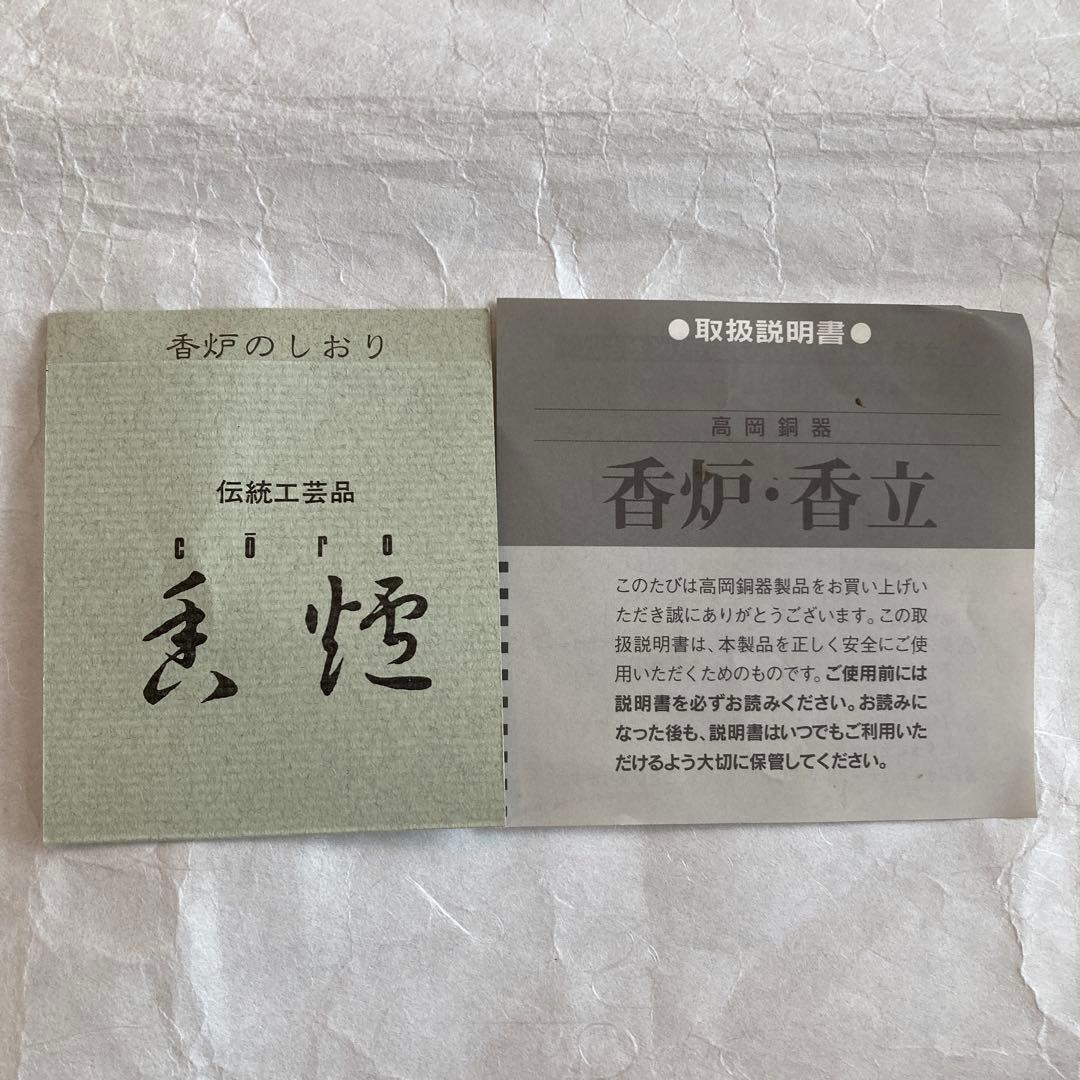 香炉のしおり
伝統工芸品
cōro
香爐
●取扱説明書●
高岡銅器
香炉・香立
このたびは高岡銅器製品をお買い上げい
ただき誠にありがとうございます。この取
扱説明書は、本製品を正しく安全にご使
用いただくためのものです。ご使用前には
説明書を必ずお読みください。お読みに
なった後も、説明書はいつでもご利用いた
だけるよう大切に保管してください。